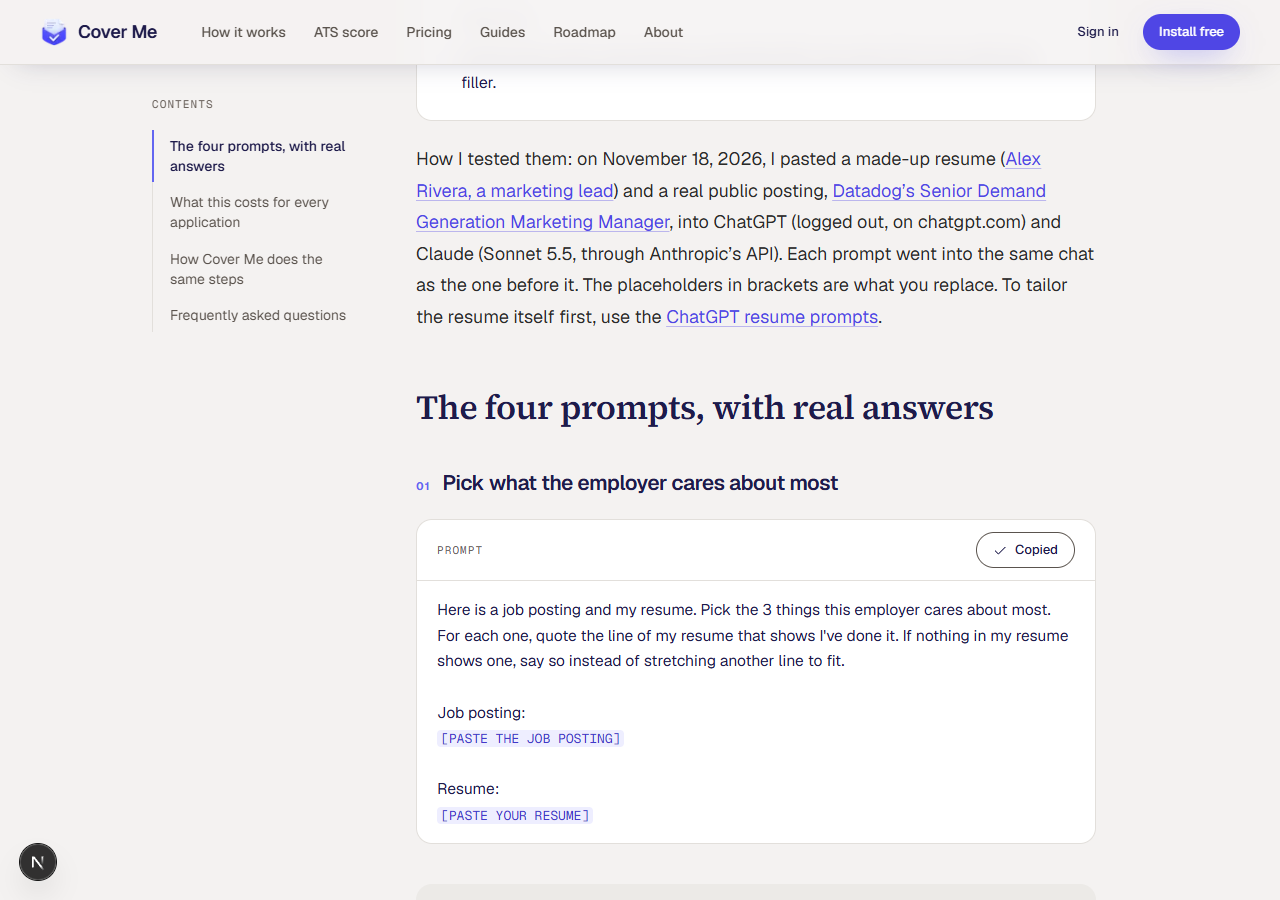 Cover Me
How it works
ATS score
Pricing
Guides
Roadmap
About
Sign in
Install free
CONTENTS
The four prompts, with real
answers
What this costs for every
application
How Cover Me does the
same steps
Frequently asked questions
filler.
How I tested them: on November 18, 2026, I pasted a made-up resume (Alex
Rivera, a marketing lead) and a real public posting, Datadog’s Senior Demand
Generation Marketing Manager, into ChatGPT (logged out, on chatgpt.com) and
Claude (Sonnet 5.5, through Anthropic’s API). Each prompt went into the same chat
as the one before it. The placeholders in brackets are what you replace. To tailor
the resume itself first, use the ChatGPT resume prompts.
The four prompts, with real answers
01 Pick what the employer cares about most
PROMPT
Copied
Here is a job posting and my resume. Pick the 3 things this employer cares about most.
For each one, quote the line of my resume that shows I've done it. If nothing in my resume
shows one, say so instead of stretching another line to fit.
Job posting:
[PASTE THE JOB POSTING]
Resume:
[PASTE YOUR RESUME]
N